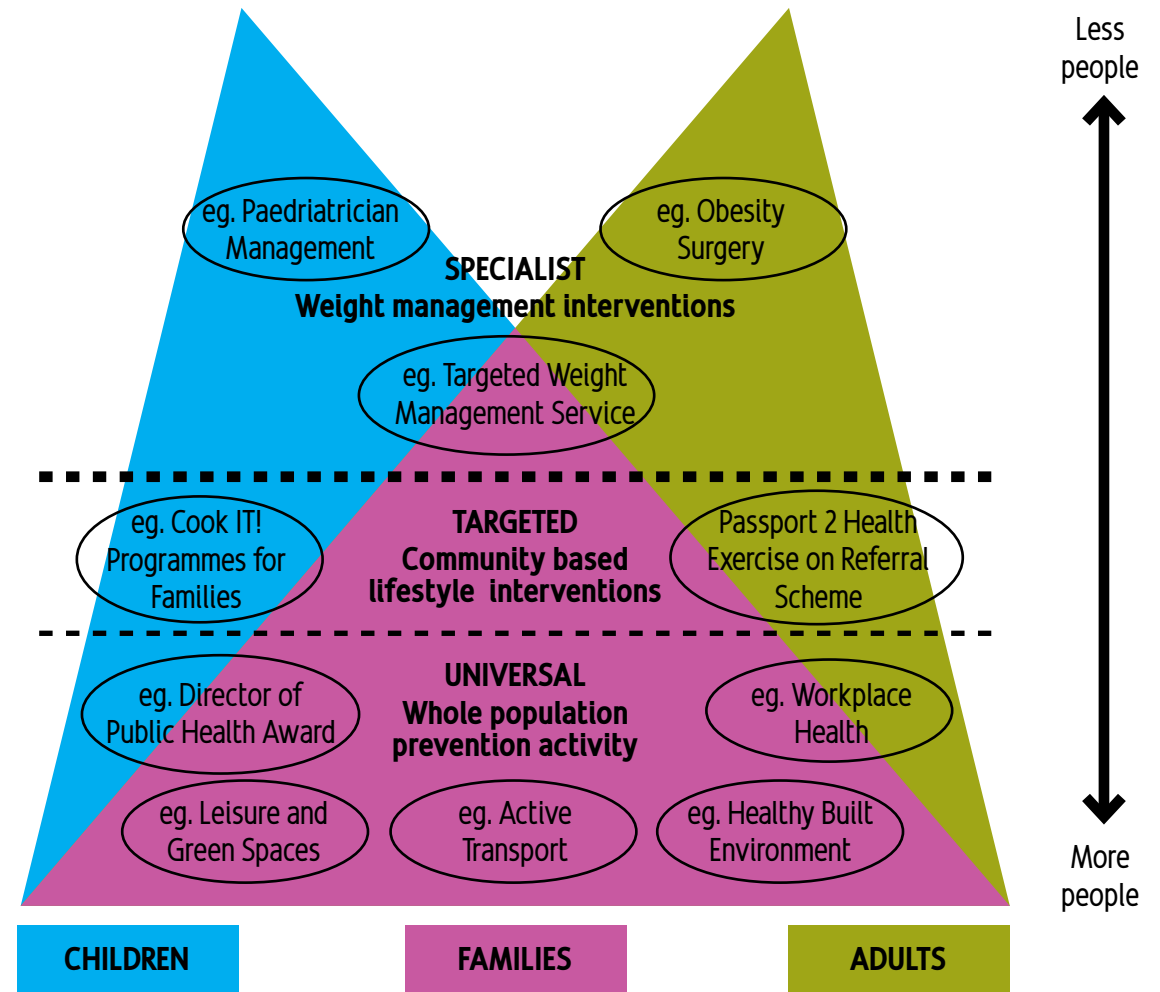 Less
people
eg. Paedriatrician
Management
eg. Obesity
Surgery
SPECIALIST
Weight management interventions
eg. Targeted Weight
Management Service
eg. Cook IT!
Programmes for
Families
TARGETED
Community based
lifestyle interventions
Passport 2 Health
Exercise on Referral
Scheme
UNIVERSAL
Whole population
prevention activity
eg. Director of
Public Health Award
eg. Workplace
Health
eg. Leisure and
Green Spaces
eg. Active
Transport
eg. Healthy Built
Environment
More
people
CHILDREN
FAMILIES
ADULTS